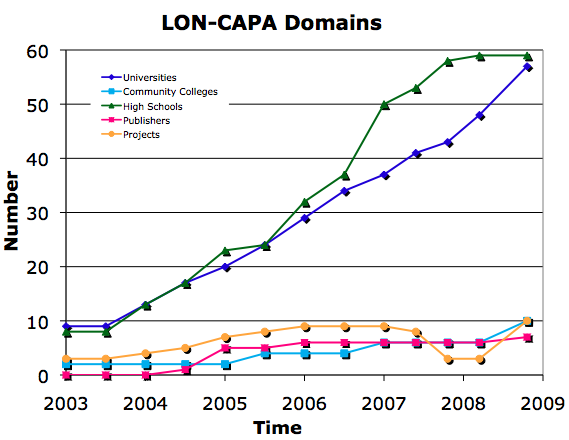 LON-CAPA Domains
60
50
40
30
20
10
0
Number
Universities
Community Colleges
High Schools
Publishers
Projects
2003 2004 2005 2006 2007 2008 2009
Time